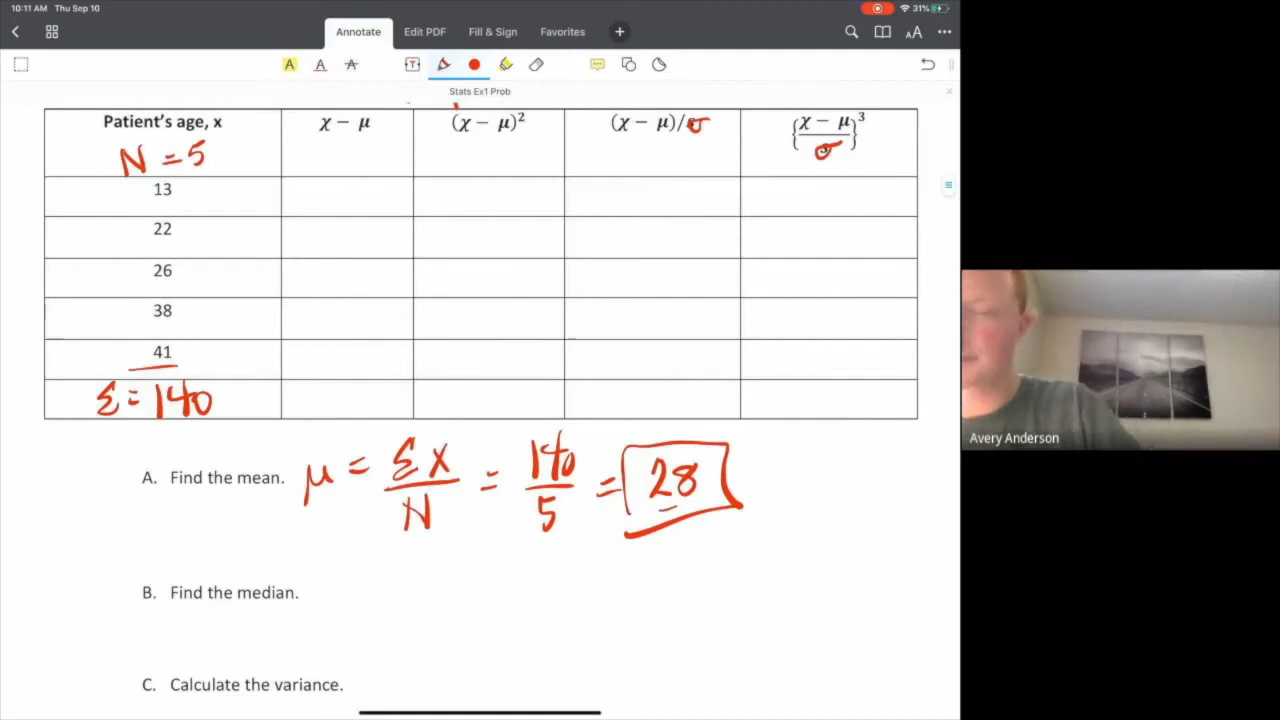 10:11 AM Thu Sep 10
31%
Annotate Edit PDF Fill & Sign Favorites
Stats Ex1 Prob
Patient's age, x χ − μ (χ − μ)² (χ − μ)/σ {χ − μ/σ}³
N = 5
13
22
26
38
41
Σ = 140
A. Find the mean. μ = Σx/N = 140/5 = 28
B. Find the median.
C. Calculate the variance.
Avery Anderson